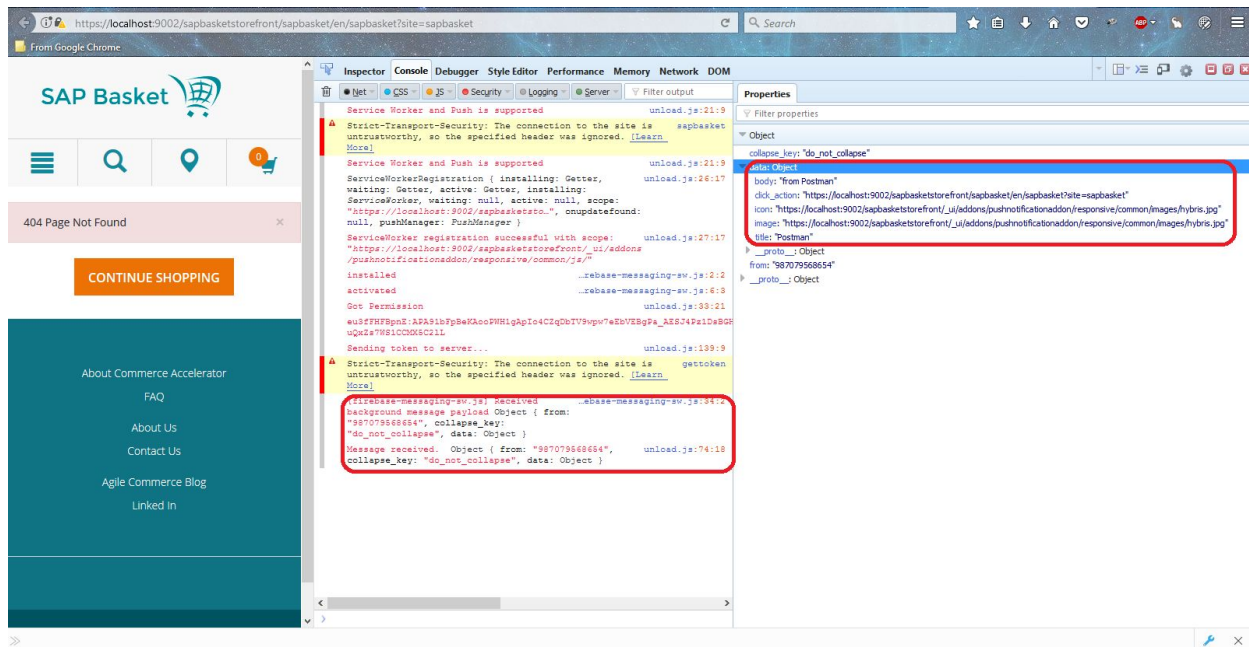 https://localhost:9002/sapbasketstorefront/sapbasket/en/sapbasket?site=sapbasket
Search
ABP
From Google Chrome
SAP Basket
0
404 Page Not Found ×
CONTINUE SHOPPING
About Commerce Accelerator
FAQ
About Us
Contact Us
Agile Commerce Blog
Linked In
Inspector Console Debugger Style Editor Performance Memory Network DOM
Net CSS JS Security Logging Server Filter output
Service Worker and Push is supported unload.js:21:9
Strict-Transport-Security: The connection to the site is sapbasket
untrustworthy, so the specified header was ignored. [Learn
More]
Service Worker and Push is supported unload.js:21:9
ServiceWorkerRegistration { installing: Getter, unload.js:26:17
waiting: Getter, active: Getter, installing:
ServiceWorker, waiting: null, active: null, scope:
"https://localhost:9002/sapbasketsto…", onupdatefound:
null, pushManager: PushManager }
ServiceWorker registration successful with scope: unload.js:27:17
"https://localhost:9002/sapbasketstorefront/_ui/addons
/pushnotificationaddon/responsive/common/js/"
installed …rebase-messaging-sw.js:2:2
activated …rebase-messaging-sw.js:6:3
Got Permission unload.js:33:21
Sending token to server... unload.js:139:9
Strict-Transport-Security: The connection to the site is gettoken
untrustworthy, so the specified header was ignored. [Learn
More]
[firebase-messaging-sw.js] Received …ebase-messaging-sw.js:34:2
background message payload Object { from:
"987079568654", collapse_key:
"do_not_collapse", data: Object }
Message received. Object { from: "987079568654", unload.js:74:18
collapse_key: "do_not_collapse", data: Object }
Properties
Filter properties
Object
collapse_key: "do_not_collapse"
data: Object
body: "from Postman"
click_action: "https://localhost:9002/sapbasketstorefront/sapbasket/en/sapbasket?site=sapbasket"
icon: "https://localhost:9002/sapbasketstorefront/_ui/addons/pushnotificationaddon/responsive/common/images/hybris.jpg"
image: "https://localhost:9002/sapbasketstorefront/_ui/addons/pushnotificationaddon/responsive/common/images/hybris.jpg"
title: "Postman"
__proto__: Object
from: "987079568654"
__proto__: Object